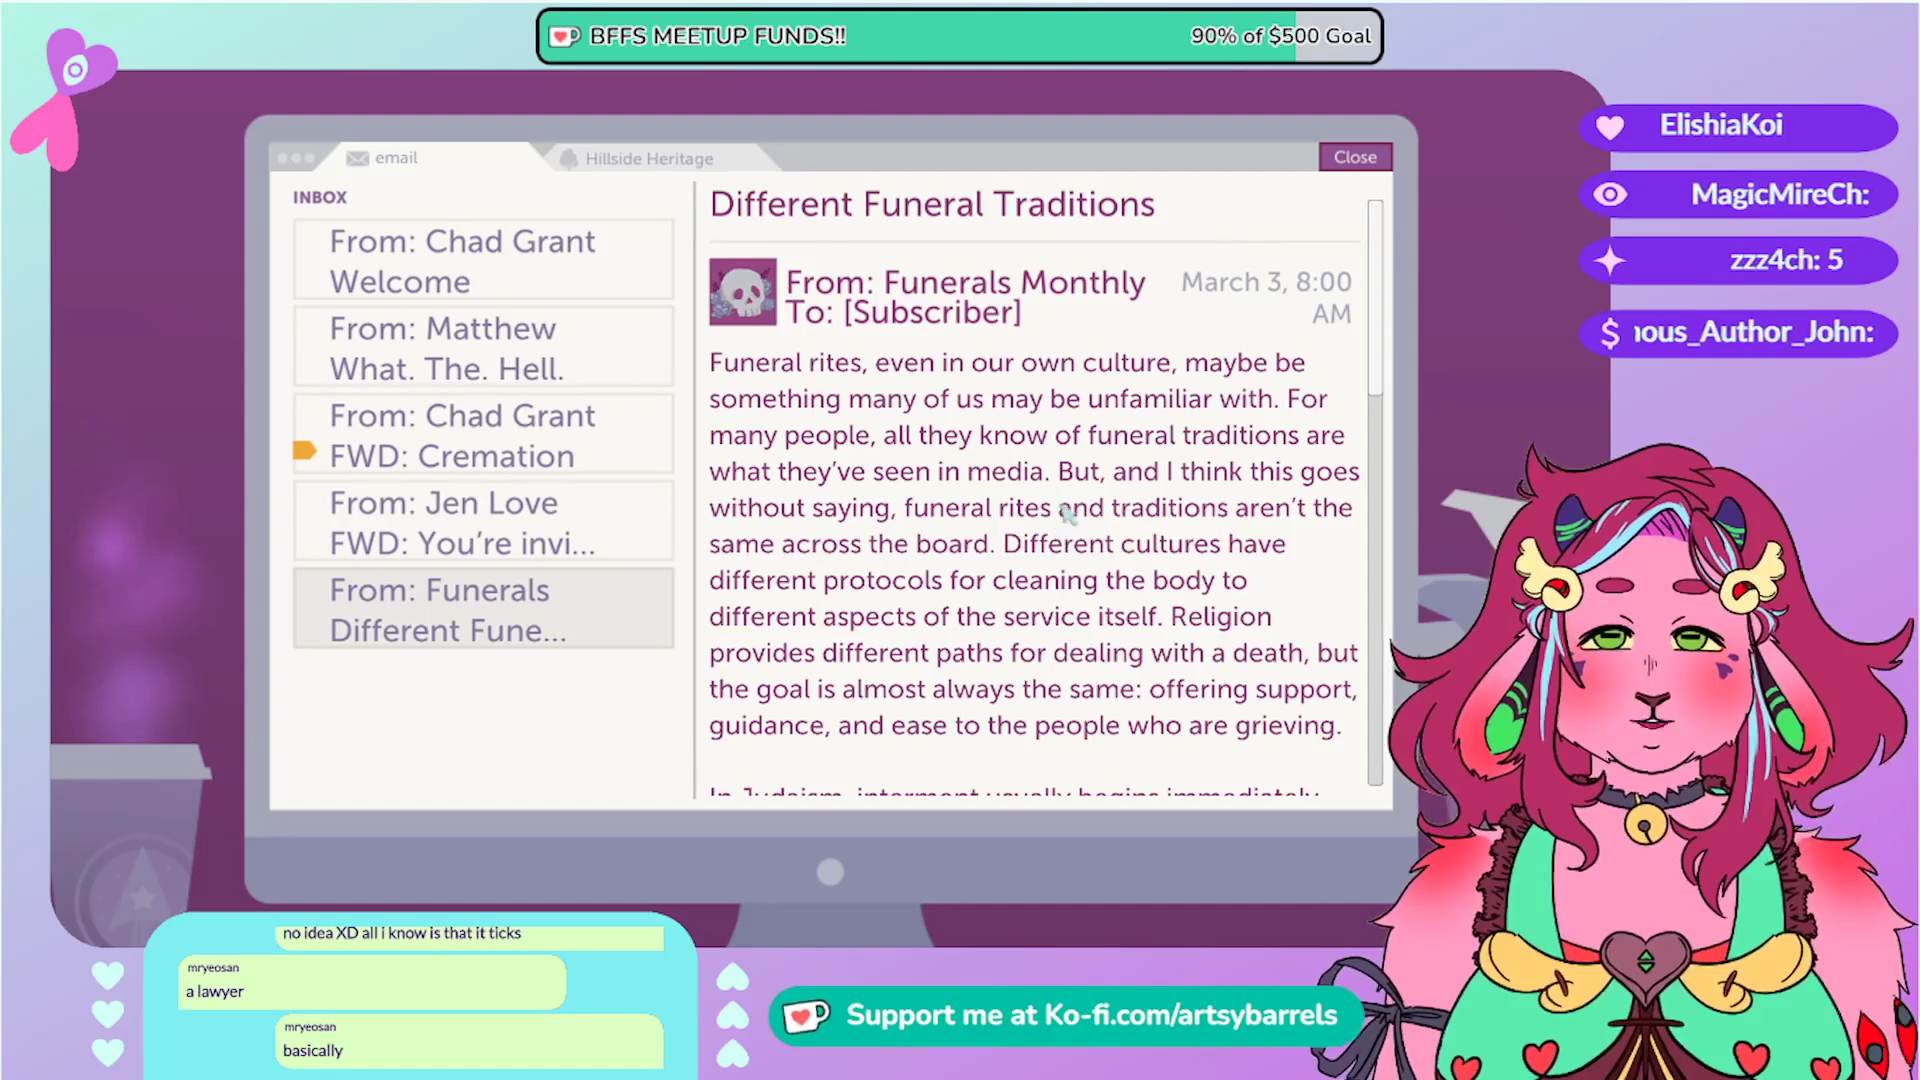 BFFS MEETUP FUNDS!!
90% of $500 Goal
email
Hillside Heritage
Close
INBOX
From: Chad Grant
Welcome
From: Matthew
What. The. Hell.
From: Chad Grant
FWD: Cremation
From: Jen Love
FWD: You're invi...
From: Funerals
Different Fune...
Different Funeral Traditions
From: Funerals Monthly
To: [Subscriber]
March 3, 8:00
AM
Funeral rites, even in our own culture, maybe be
something many of us may be unfamiliar with. For
many people, all they know of funeral traditions are
what they've seen in media. But, and I think this goes
without saying, funeral rites and traditions aren't the
same across the board. Different cultures have
different protocols for cleaning the body to
different aspects of the service itself. Religion
provides different paths for dealing with a death, but
the goal is almost always the same: offering support,
guidance, and ease to the people who are grieving.
In Judaism, interment usually begins immediately
ElishiaKoi
MagicMireCh:
zzz4ch: 5
$ nous_Author_John:
no idea XD all i know is that it ticks
mryeosan
a lawyer
mryeosan
basically
Support me at Ko-fi.com/artsybarrels